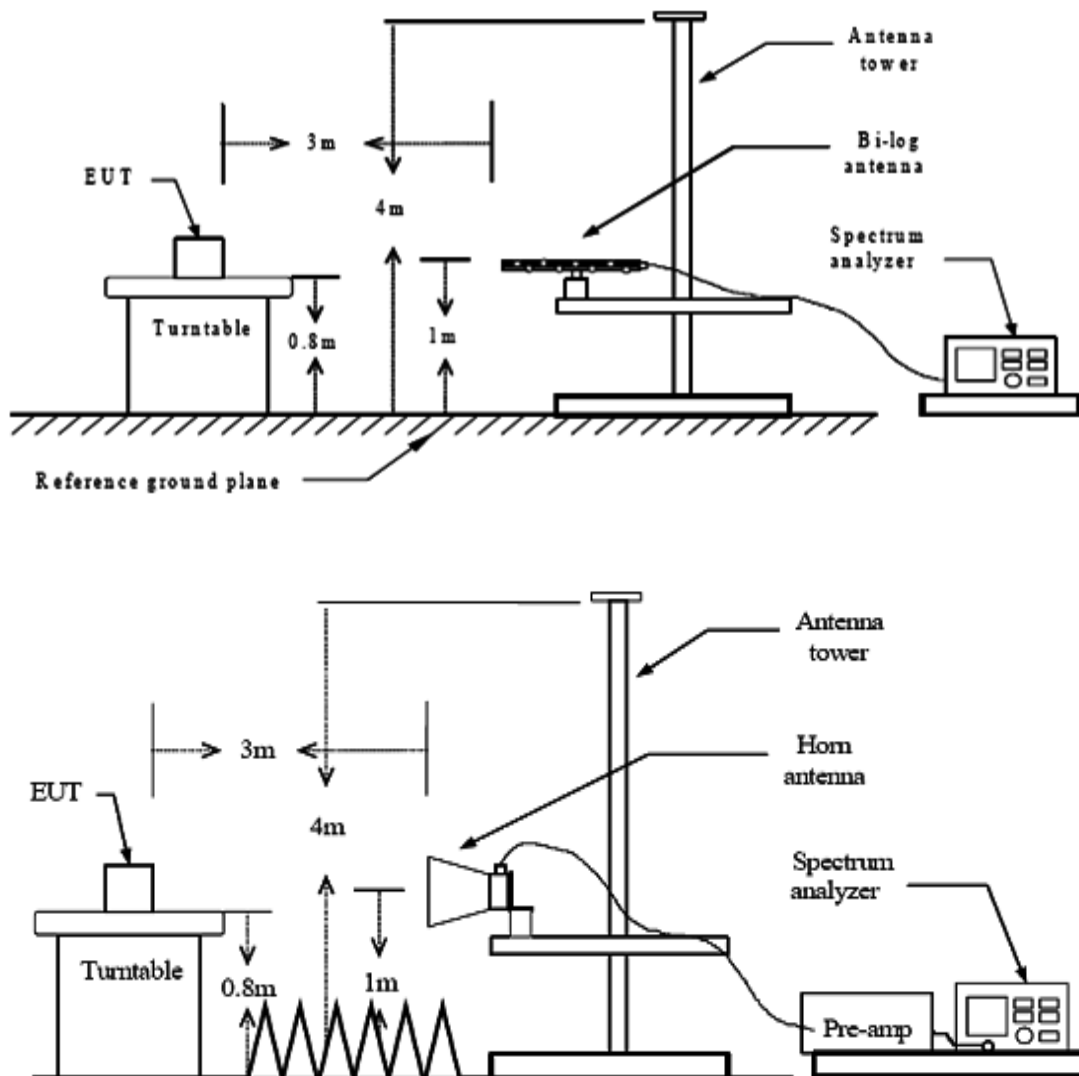 Antenna
tower
3m
Bi-log
antenna
EUT
4m
Spectrum
analyzer
Turntable
0.8m
1m
Reference ground plane
Antenna
tower
3m
Horn
antenna
EUT
4m
Spectrum
analyzer
Turntable
0.8m
1m
Pre-amp